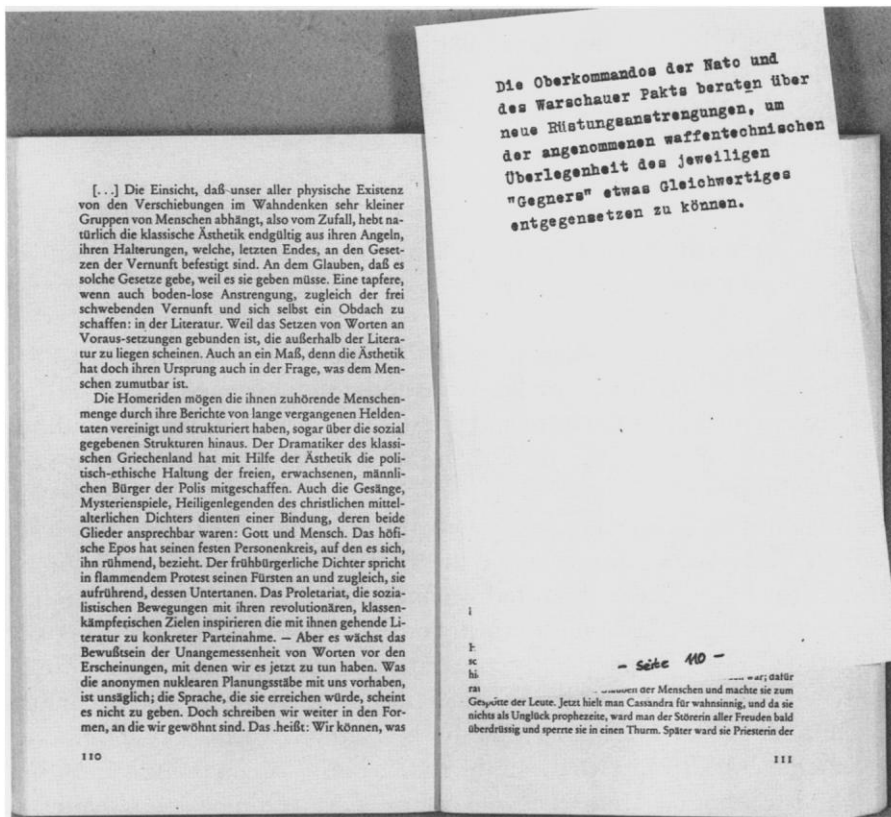 [...] Die Einsicht, daß unser aller physische Existenz
von den Verschiebungen im Wahndenken sehr kleiner
Gruppen von Menschen abhängt, also vom Zufall, hebt na-
türlich die klassische Ästhetik endgültig aus ihren Angeln,
ihren Halterungen, welche, letzten Endes, an den Geset-
zen der Vernunft befestigt sind. An dem Glauben, daß es
solche Gesetze gebe, weil es sie geben müsse. Eine tapfere,
wenn auch boden-lose Anstrengung, zugleich der frei
schwebenden Vernunft und sich selbst ein Obdach zu
schaffen: in der Literatur. Weil das Setzen von Worten an
Voraus-setzungen gebunden ist, die außerhalb der Litera-
tur zu liegen scheinen. Auch an ein Maß, denn die Ästhetik
hat doch ihren Ursprung auch in der Frage, was dem Men-
schen zumutbar ist.
Die Homeriden mögen die ihnen zuhörende Menschen-
menge durch ihre Berichte von lange vergangenen Helden-
taten vereinigt und strukturiert haben, sogar über die sozial
gegebenen Strukturen hinaus. Der Dramatiker des klassi-
schen Griechenland hat mit Hilfe der Ästhetik die poli-
tisch-ethische Haltung der freien, erwachsenen, männli-
chen Bürger der Polis mitgeschaffen. Auch die Gesänge,
Mysterienspiele, Heiligenlegenden des christlichen mittel-
alterlichen Dichters dienten einer Bindung, deren beide
Glieder ansprechbar waren: Gott und Mensch. Das höfi-
sche Epos hat seinen festen Personenkreis, auf den es sich,
ihn rühmend, bezieht. Der frühbürgerliche Dichter spricht
in flammendem Protest seinen Fürsten an und zugleich, sie
aufrührend, dessen Untertanen. Das Proletariat, die sozia-
listischen Bewegungen mit ihren revolutionären, klassen-
kämpferischen Zielen inspirieren die mit ihnen gehende Li-
teratur zu konkreter Parteinahme. — Aber es wächst das
Bewußtsein der Unangemessenheit von Worten vor den
Erscheinungen, mit denen wir es jetzt zu tun haben. Was
die anonymen nuklearen Planungsstäbe mit uns vorhaben,
ist unsäglich; die Sprache, die sie erreichen würde, scheint
es nicht zu geben. Doch schreiben wir weiter in den For-
men, an die wir gewöhnt sind. Das heißt: Wir können, was
110
Die Oberkommandos der Nato und
des Warschauer Pakts beraten über
neue Rüstungsanstrengungen, um
der angenommenen waffentechnischen
Überlegenheit des jeweiligen
"Gegners" etwas Gleichwertiges
entgegensetzen zu können.
- Seite 110 -
war; dafür
der Menschen und machte sie zum
Gespötte der Leute. Jetzt hielt man Cassandra für wahnsinnig, und da sie
nichts als Unglück prophezeite, ward man der Störerin aller Freuden bald
überdrüssig und sperrte sie in einen Thurm. Später ward sie Priesterin der
111